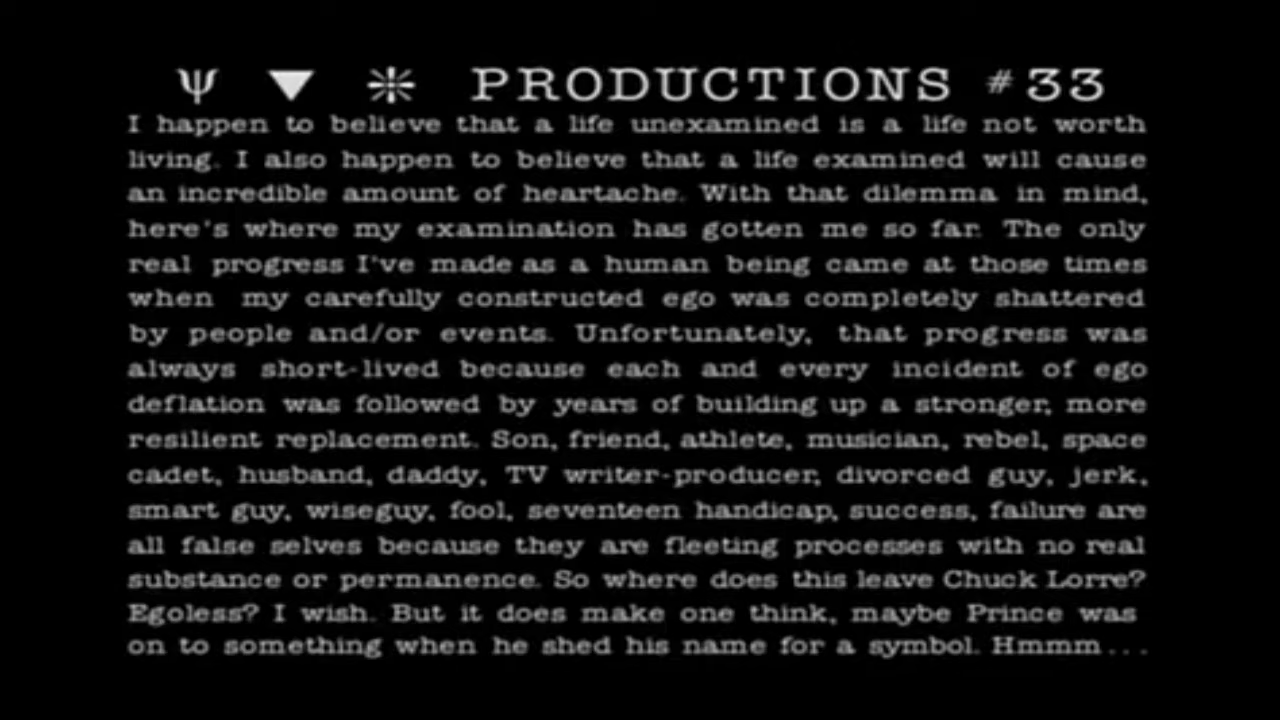 ψ ▼ ✻ PRODUCTIONS #33
I happen to believe that a life unexamined is a life not worth
living. I also happen to believe that a life examined will cause
an incredible amount of heartache. With that dilemma in mind,
here's where my examination has gotten me so far. The only
real progress I've made as a human being came at those times
when my carefully constructed ego was completely shattered
by people and/or events. Unfortunately, that progress was
always short-lived because each and every incident of ego
deflation was followed by years of building up a stronger, more
resilient replacement. Son, friend, athlete, musician, rebel, space
cadet, husband, daddy, TV writer-producer, divorced guy, jerk,
smart guy, wiseguy, fool, seventeen handicap, success, failure are
all false selves because they are fleeting processes with no real
substance or permanence. So where does this leave Chuck Lorre?
Egoless? I wish. But it does make one think, maybe Prince was
on to something when he shed his name for a symbol. Hmmm...